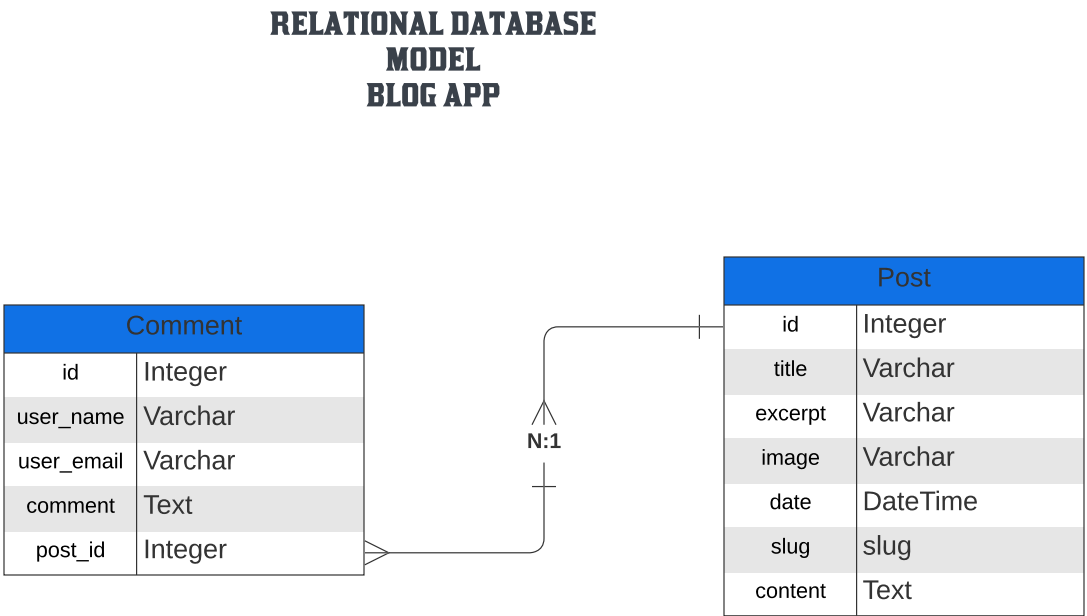 RELATIONAL DATABASE
MODEL
BLOG APP
Comment
id Integer
user_name Varchar
user_email Varchar
comment Text
post_id Integer
N:1
Post
id Integer
title Varchar
excerpt Varchar
image Varchar
date DateTime
slug slug
content Text